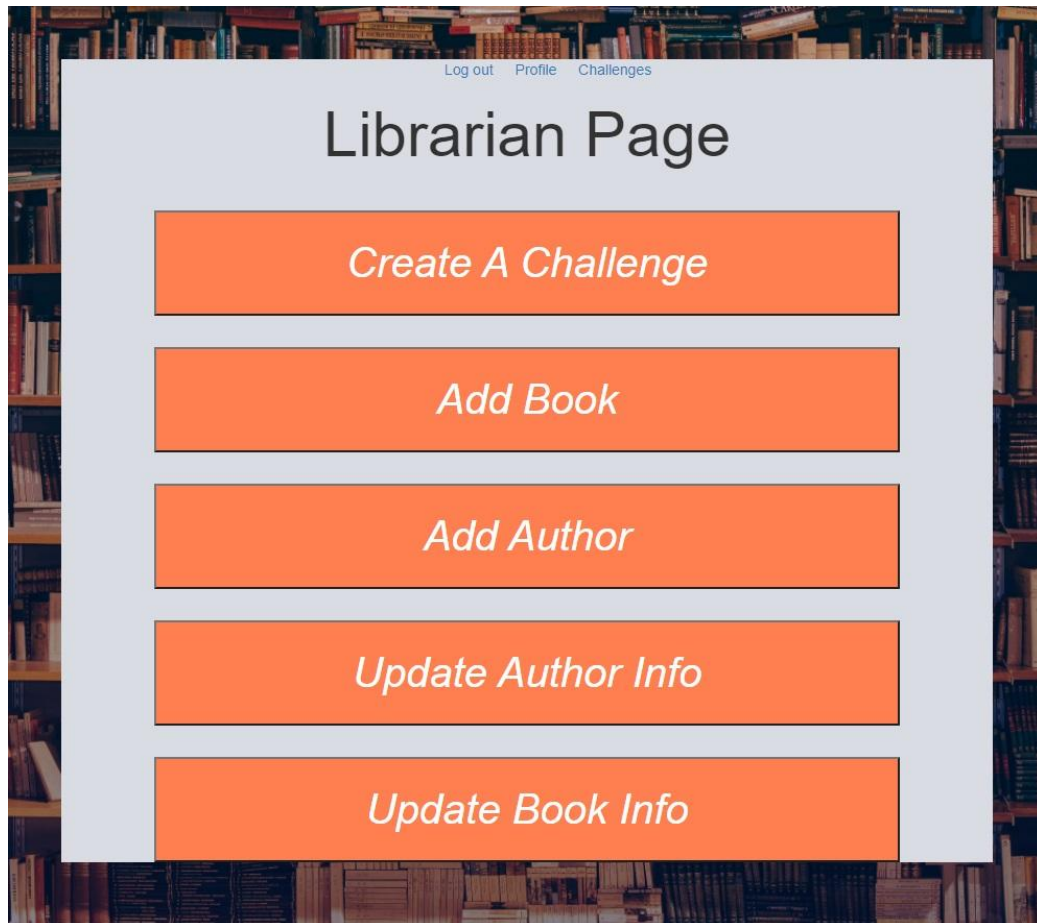 Log out Profile Challenges
Librarian Page
Create A Challenge
Add Book
Add Author
Update Author Info
Update Book Info